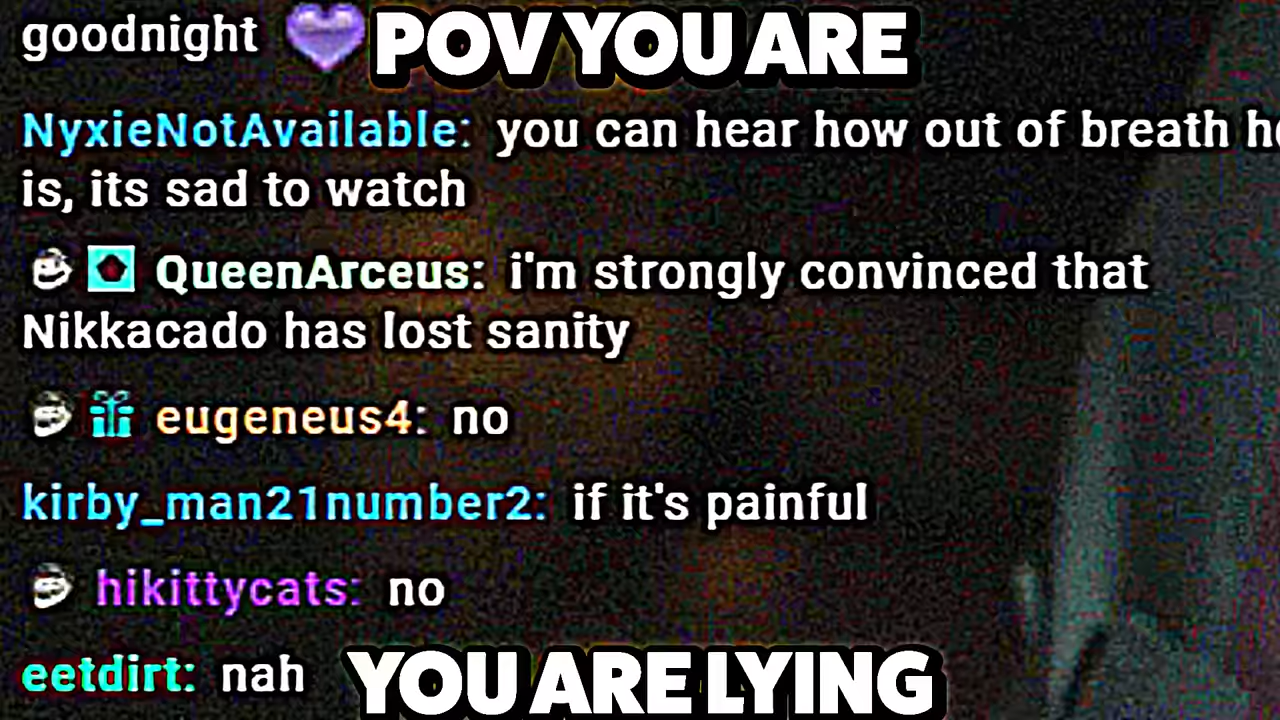 goodnight 💜 POV YOU ARE
NyxieNotAvailable: you can hear how out of breath
is, its sad to watch
QueenArceus: i'm strongly convinced that
Nikkacado has lost sanity
eugeneus4: no
kirby_man21number2: if it's painful
hikittycats: no
eetdirt: nah
YOU ARE LYING